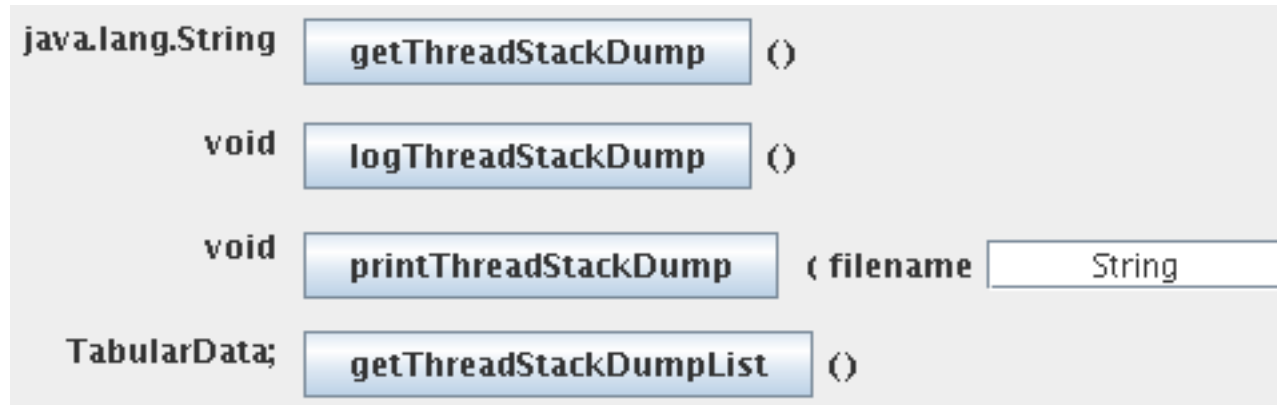 java.lang.String getThreadStackDump ()
void logThreadStackDump ()
void printThreadStackDump ( filename String
TabularData; getThreadStackDumpList ()